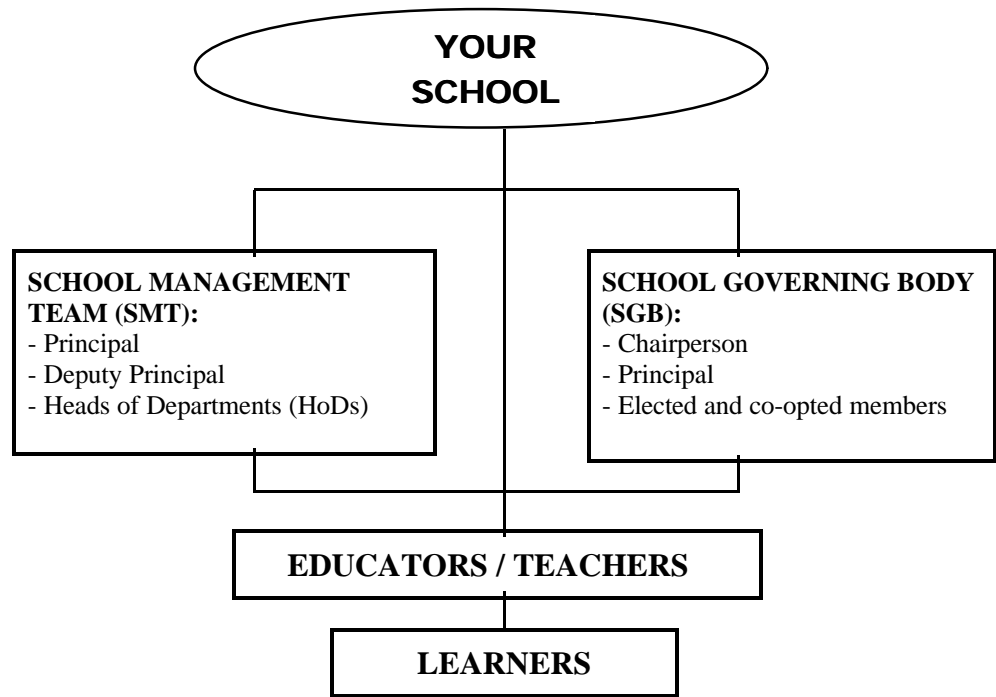 YOUR
SCHOOL
SCHOOL MANAGEMENT
TEAM (SMT):
- Principal
- Deputy Principal
- Heads of Departments (HoDs)
SCHOOL GOVERNING BODY
(SGB):
- Chairperson
- Principal
- Elected and co-opted members
EDUCATORS / TEACHERS
LEARNERS